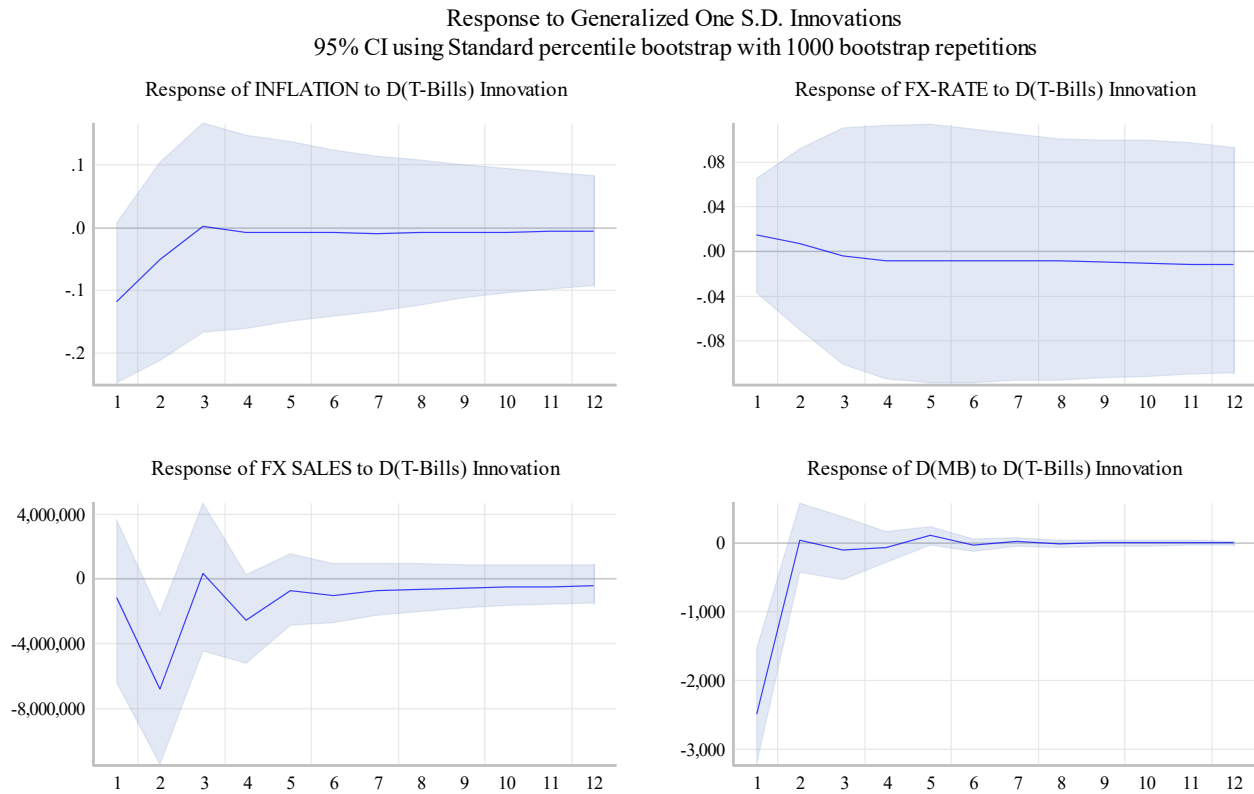 Response to Generalized One S.D. Innovations
95% CI using Standard percentile bootstrap with 1000 bootstrap repetitions
Response of INFLATION to D(T-Bills) Innovation
.1
.0
-.1
-.2
1 2 3 4 5 6 7 8 9 10 11 12
Response of FX-RATE to D(T-Bills) Innovation
.08
.04
.00
-.04
-.08
1 2 3 4 5 6 7 8 9 10 11 12
Response of FX SALES to D(T-Bills) Innovation
4,000,000
0
-4,000,000
-8,000,000
1 2 3 4 5 6 7 8 9 10 11 12
Response of D(MB) to D(T-Bills) Innovation
0
-1,000
-2,000
-3,000
1 2 3 4 5 6 7 8 9 10 11 12